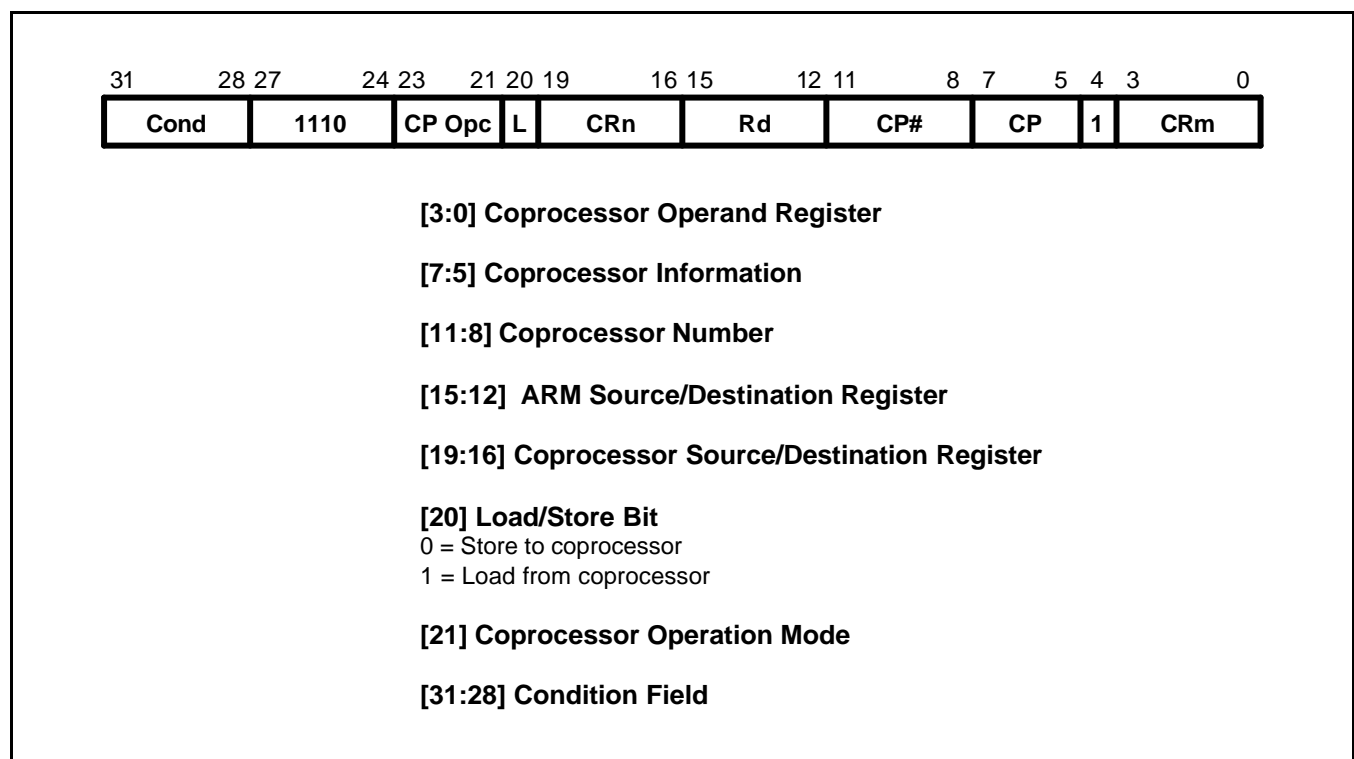 31 28 27 24 23 21 20 19 16 15 12 11 8 7 5 4 3 0
Cond 1110 CP Opc L CRn Rd CP# CP 1 CRm
[3:0] Coprocessor Operand Register
[7:5] Coprocessor Information
[11:8] Coprocessor Number
[15:12] ARM Source/Destination Register
[19:16] Coprocessor Source/Destination Register
[20] Load/Store Bit
0 = Store to coprocessor
1 = Load from coprocessor
[21] Coprocessor Operation Mode
[31:28] Condition Field